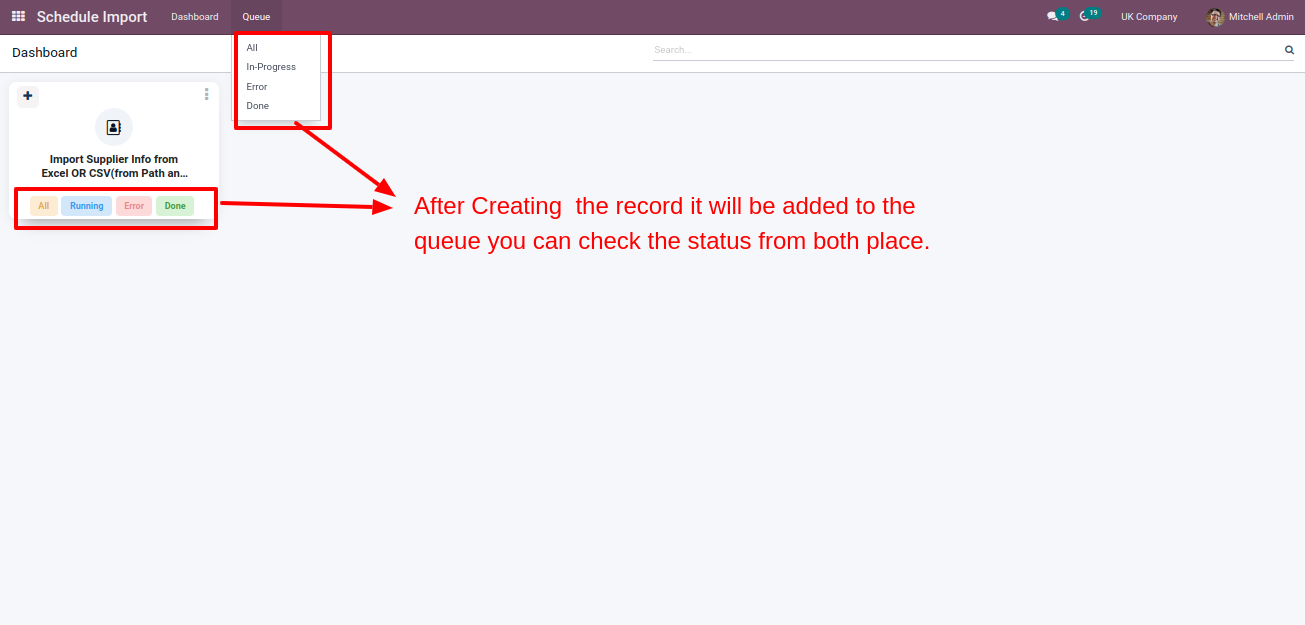 Schedule Import Dashboard Queue 4 19 UK Company Mitchell Admin
Dashboard
Search...
All
In-Progress
Error
Done
Import Supplier Info from
Excel OR CSV(from Path an...
All Running Error Done
After Creating  the record it will be added to the
queue you can check the status from both place.